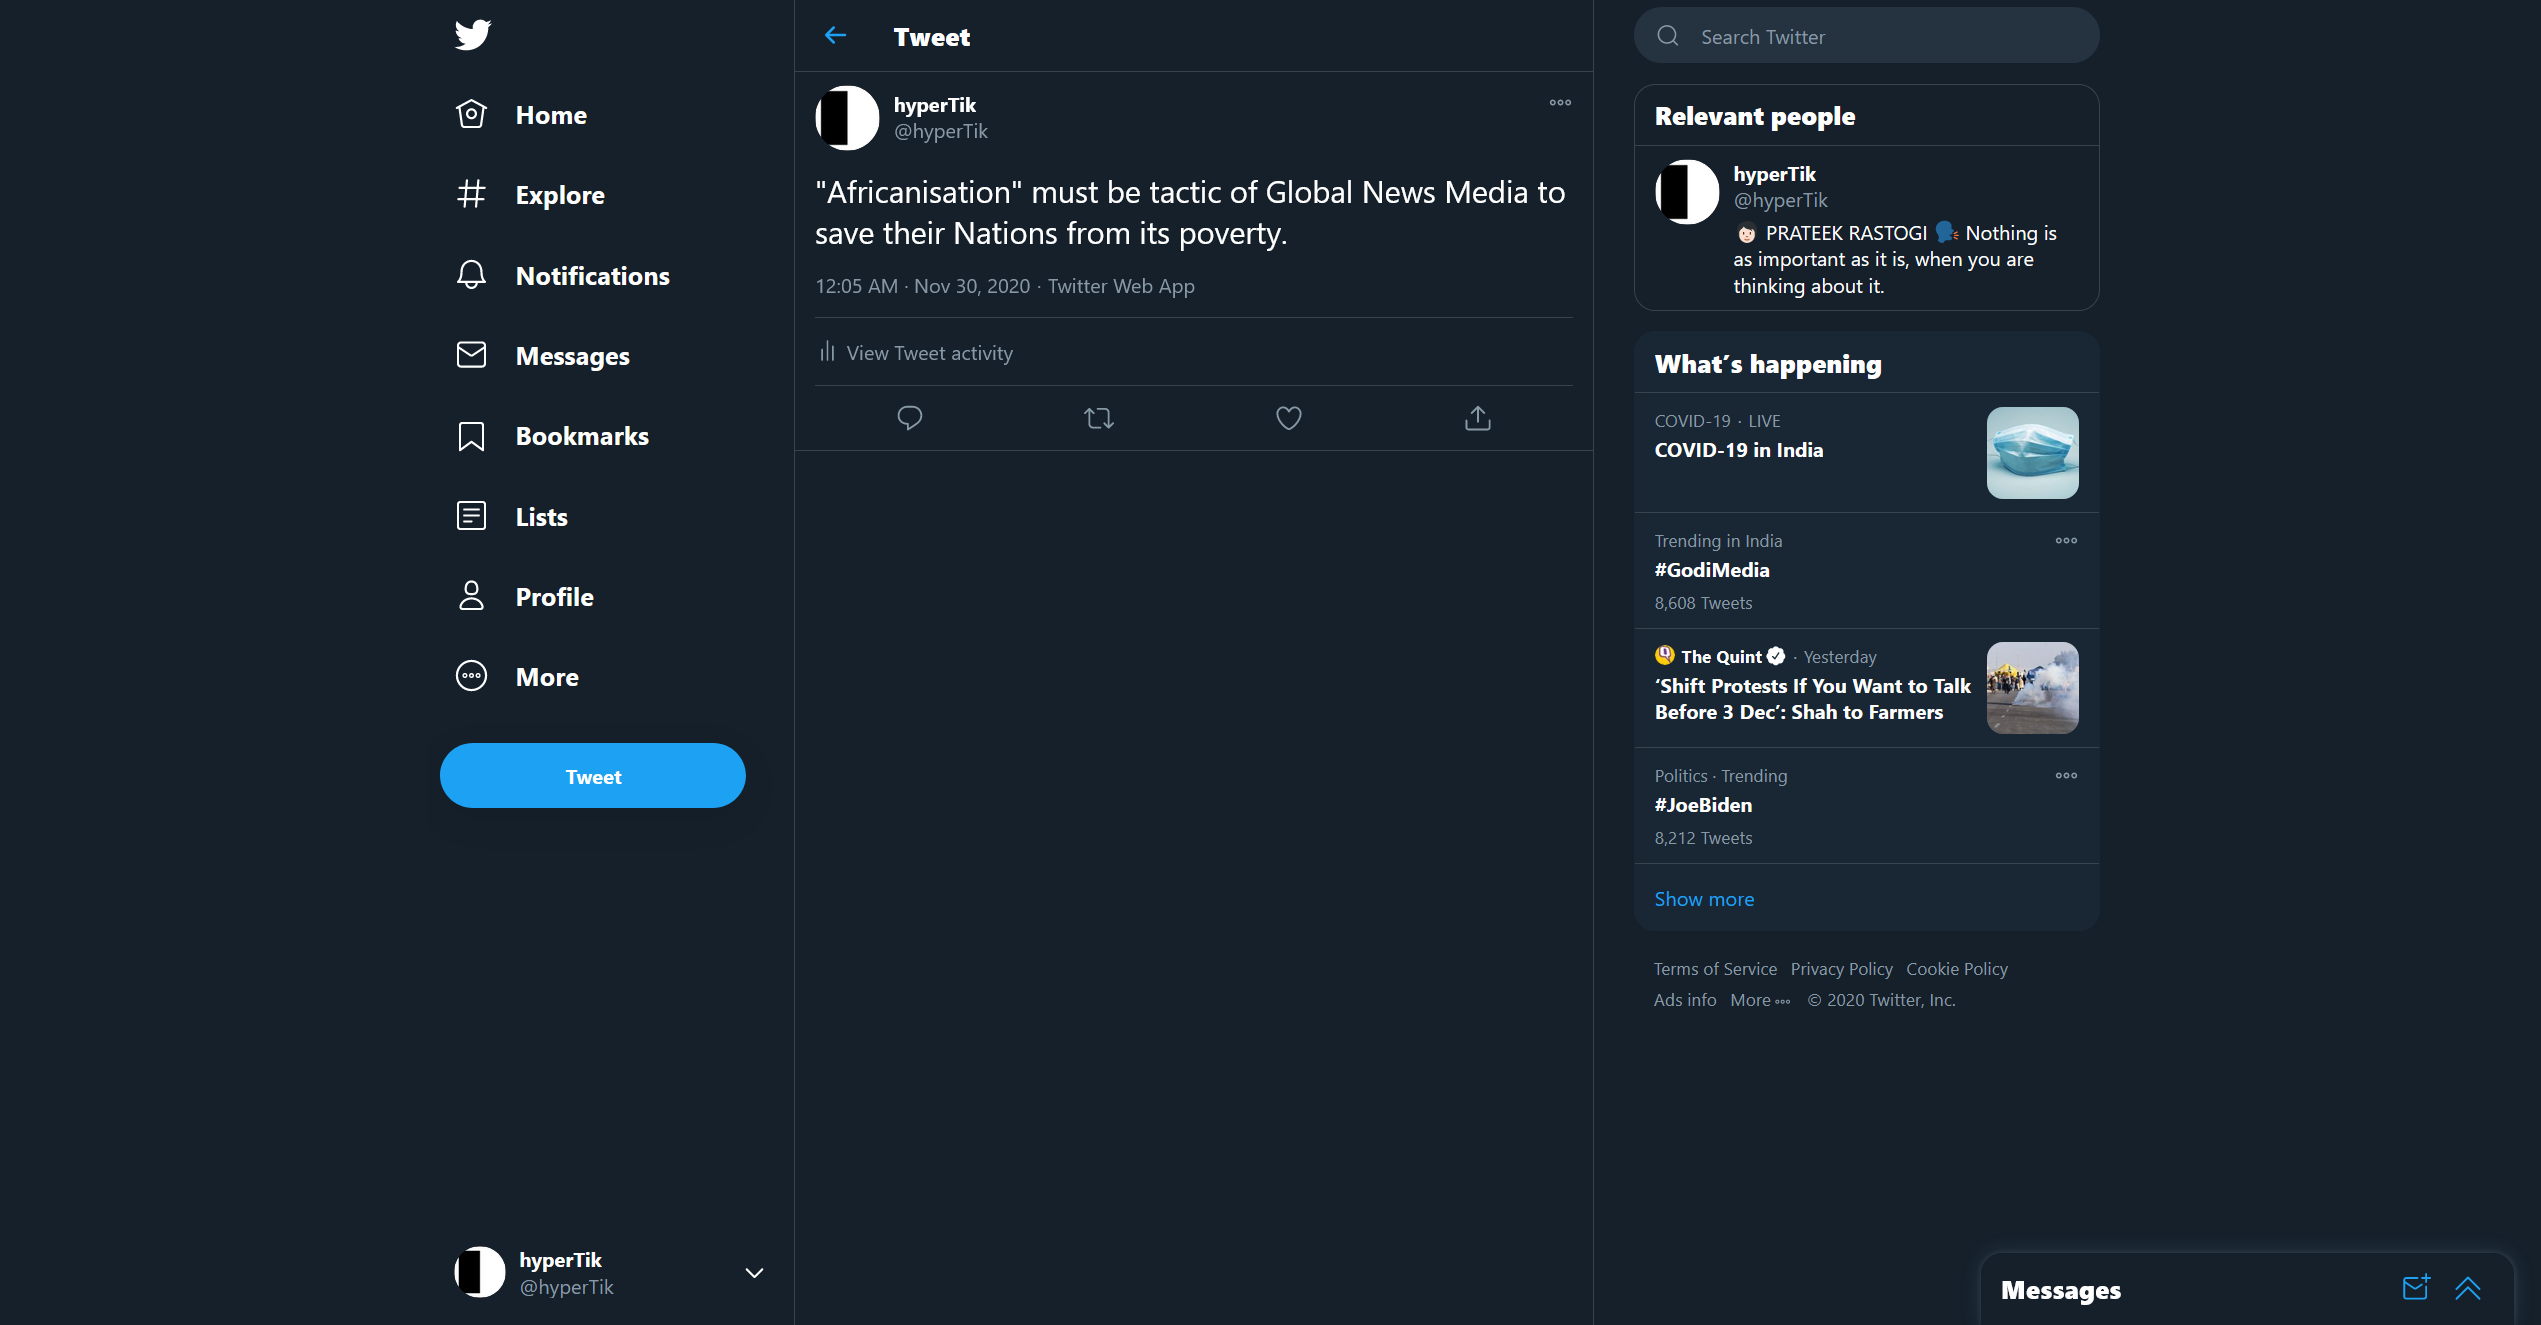 Home
Explore
Notifications
Messages
Bookmarks
Lists
Profile
More
Tweet
hyperTik
@hyperTik
Tweet
hyperTik
@hyperTik
"Africanisation" must be tactic of Global News Media to
save their Nations from its poverty.
12:05 AM · Nov 30, 2020 · Twitter Web App
View Tweet activity
Search Twitter
Relevant people
hyperTik
@hyperTik
PRATEEK RASTOGI Nothing is
as important as it is, when you are
thinking about it.
What's happening
COVID-19 · LIVE
COVID-19 in India
Trending in India
#GodiMedia
8,608 Tweets
The Quint · Yesterday
‘Shift Protests If You Want to Talk
Before 3 Dec’: Shah to Farmers
Politics · Trending
#JoeBiden
8,212 Tweets
Show more
Terms of Service Privacy Policy Cookie Policy
Ads info More © 2020 Twitter, Inc.
Messages